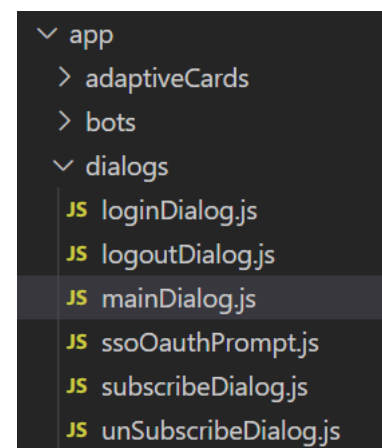 app
adaptiveCards
bots
dialogs
JS loginDialog.js
JS logoutDialog.js
JS mainDialog.js
JS ssoOauthPrompt.js
JS subscribeDialog.js
JS unSubscribeDialog.js